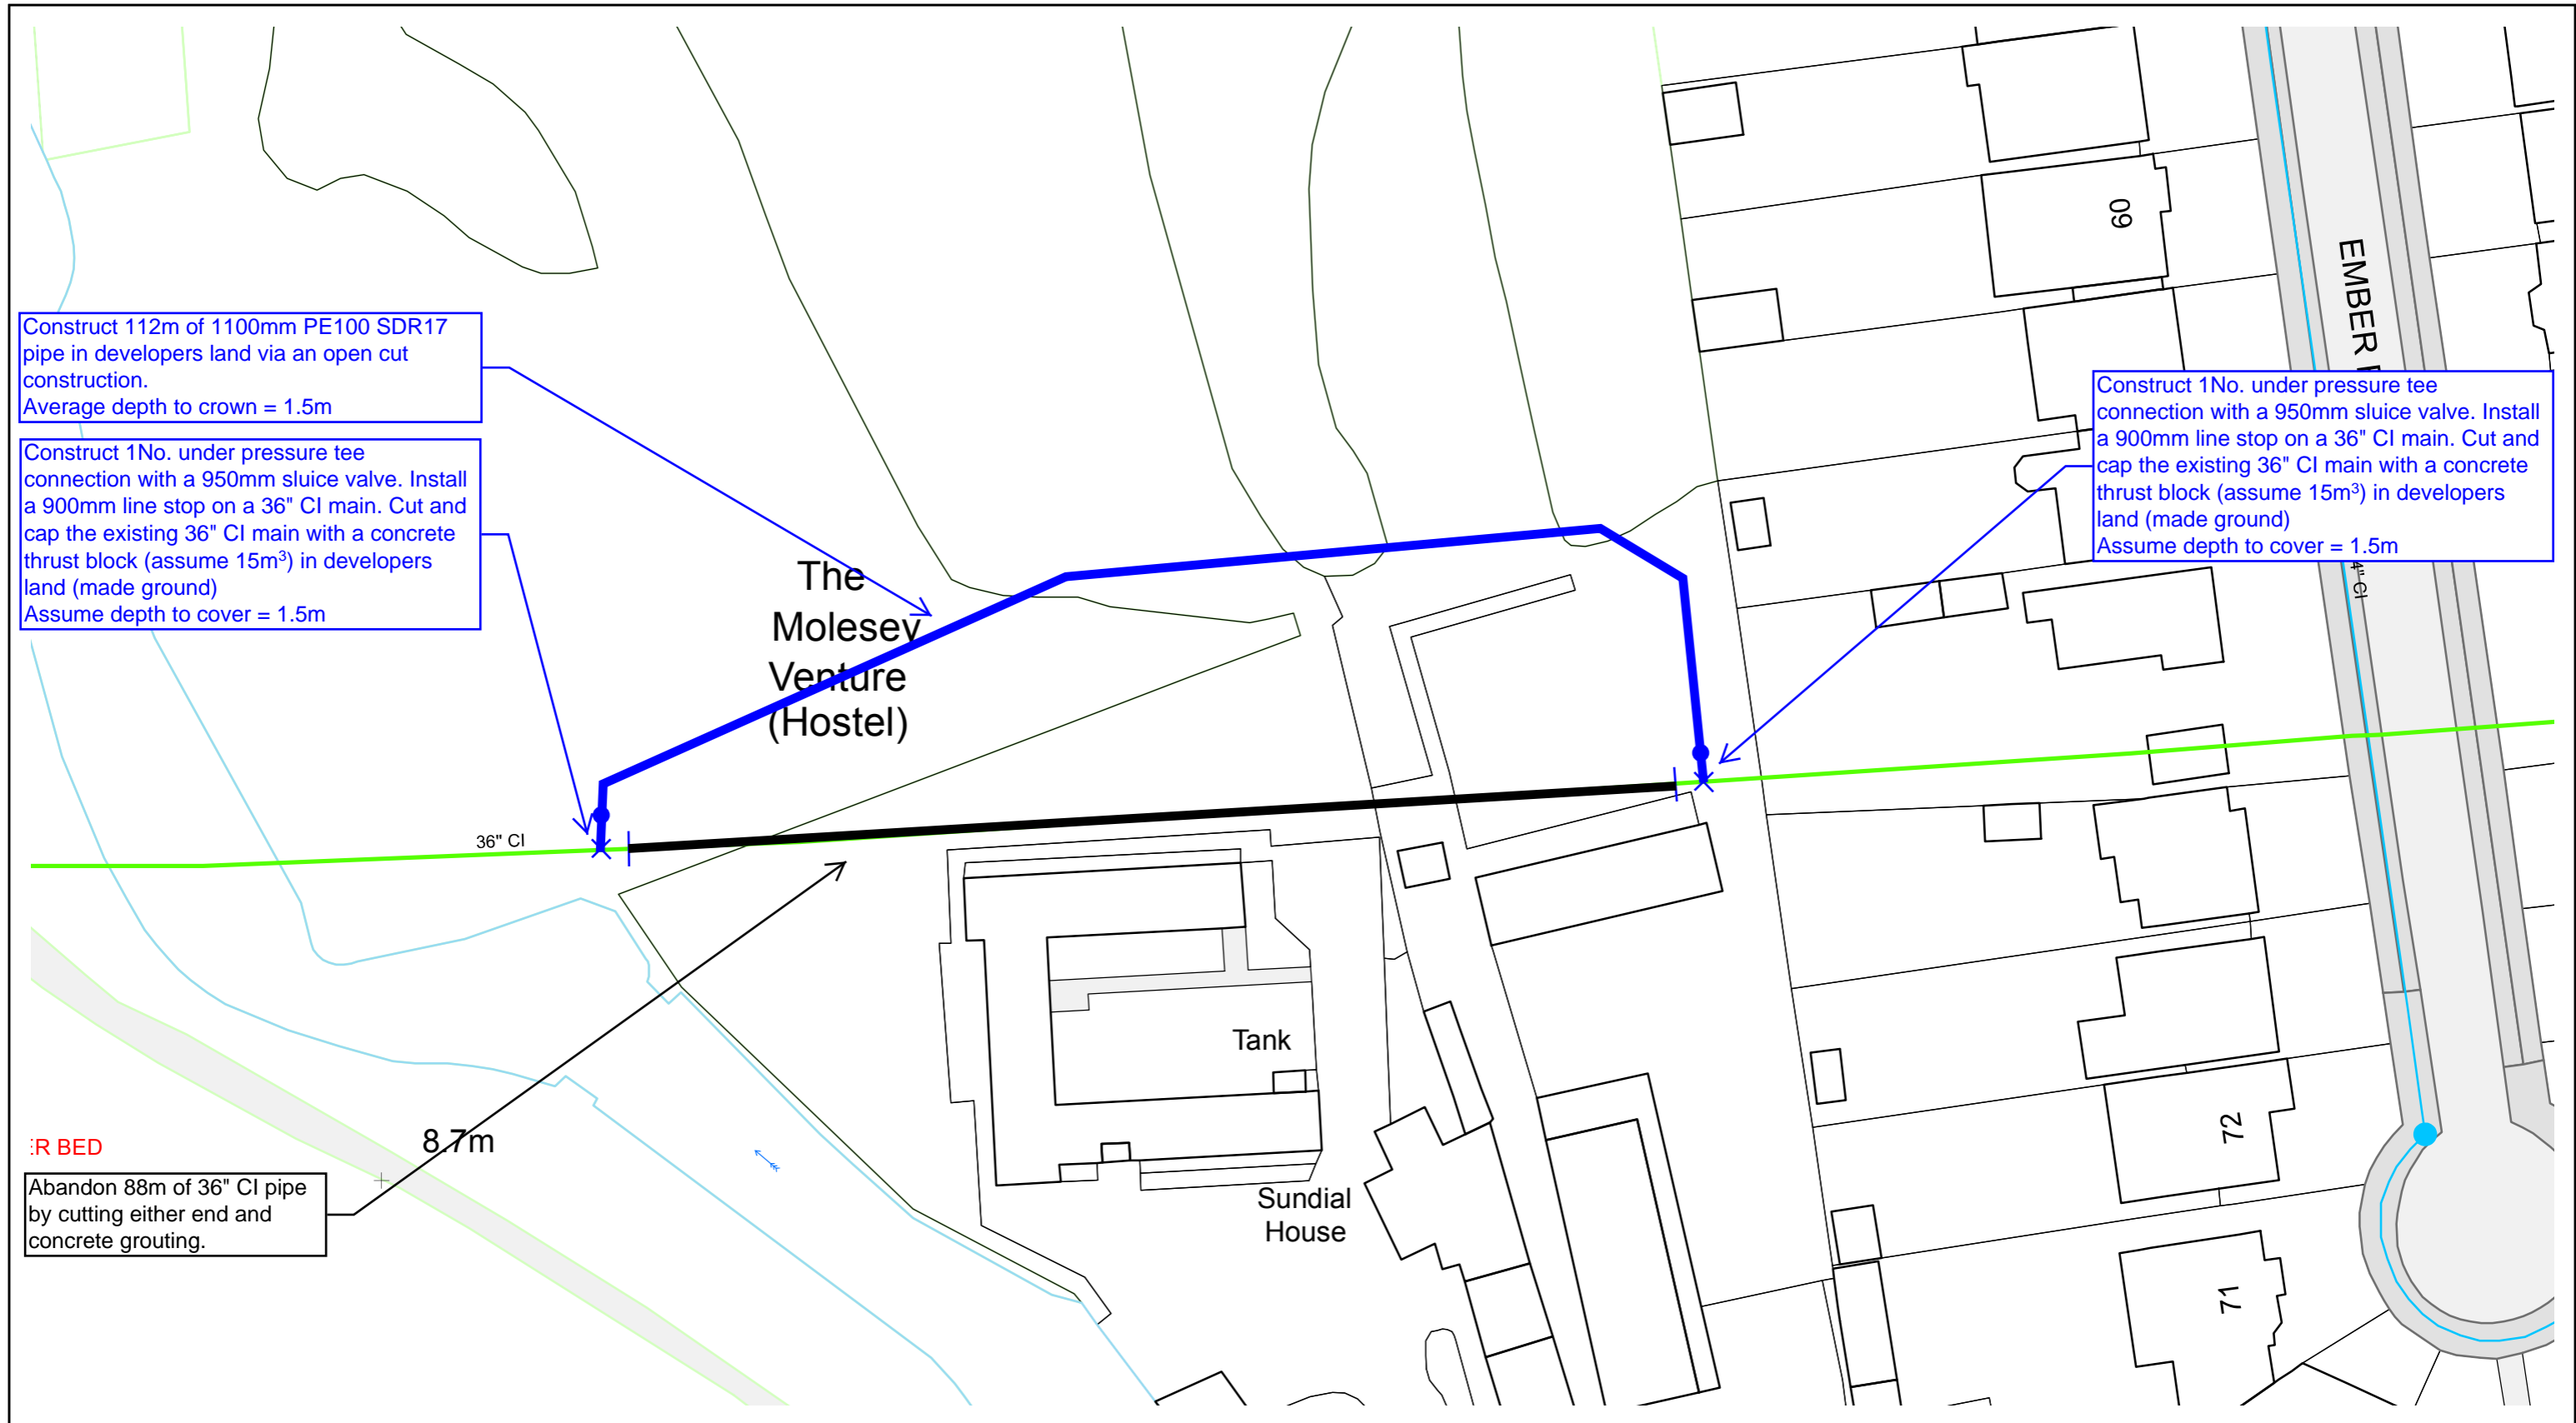 Construct 112m of 1100mm PE100 SDR17
pipe in developers land via an open cut
construction.
Average depth to crown = 1.5m
Construct 1No. under pressure tee
connection with a 950mm sluice valve. Install
a 900mm line stop on a 36" CI main. Cut and
cap the existing 36" CI main with a concrete
thrust block (assume 15m³) in developers
land (made ground)
Assume depth to cover = 1.5m
Construct 1No. under pressure tee
connection with a 950mm sluice valve. Install
a 900mm line stop on a 36" CI main. Cut and
cap the existing 36" CI main with a concrete
thrust block (assume 15m³) in developers
land (made ground)
Assume depth to cover = 1.5m
60
EMBER
4" CI
The
Molesey
Venture
(Hostel)
36" CI
Tank
Sundial
House
72
71
8.7m
ER BED
Abandon 88m of 36" CI pipe
by cutting either end and
concrete grouting.